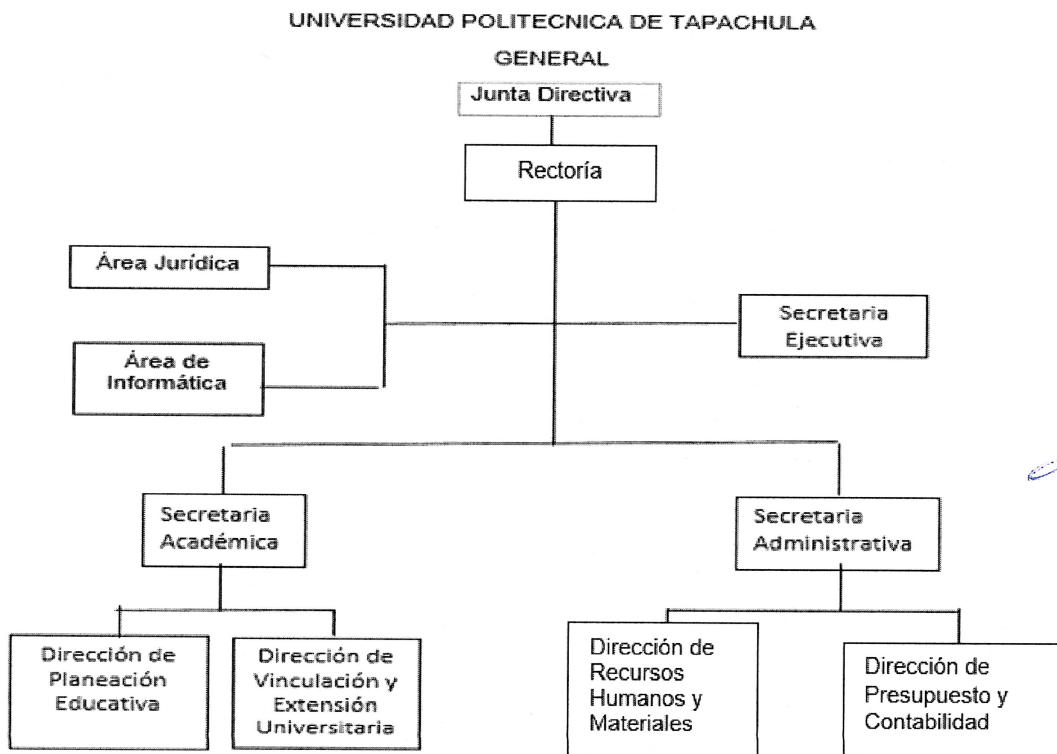 UNIVERSIDAD POLITECNICA DE TAPACHULA
GENERAL
Junta Directiva
Rectoría
Área Jurídica
Secretaria
Ejecutiva
Área de
Informática
Secretaria
Académica
Secretaria
Administrativa
Dirección de
Planeación
Educativa
Dirección de
Vinculación y
Extensión
Universitaria
Dirección de
Recursos
Humanos y
Materiales
Dirección de
Presupuesto y
Contabilidad